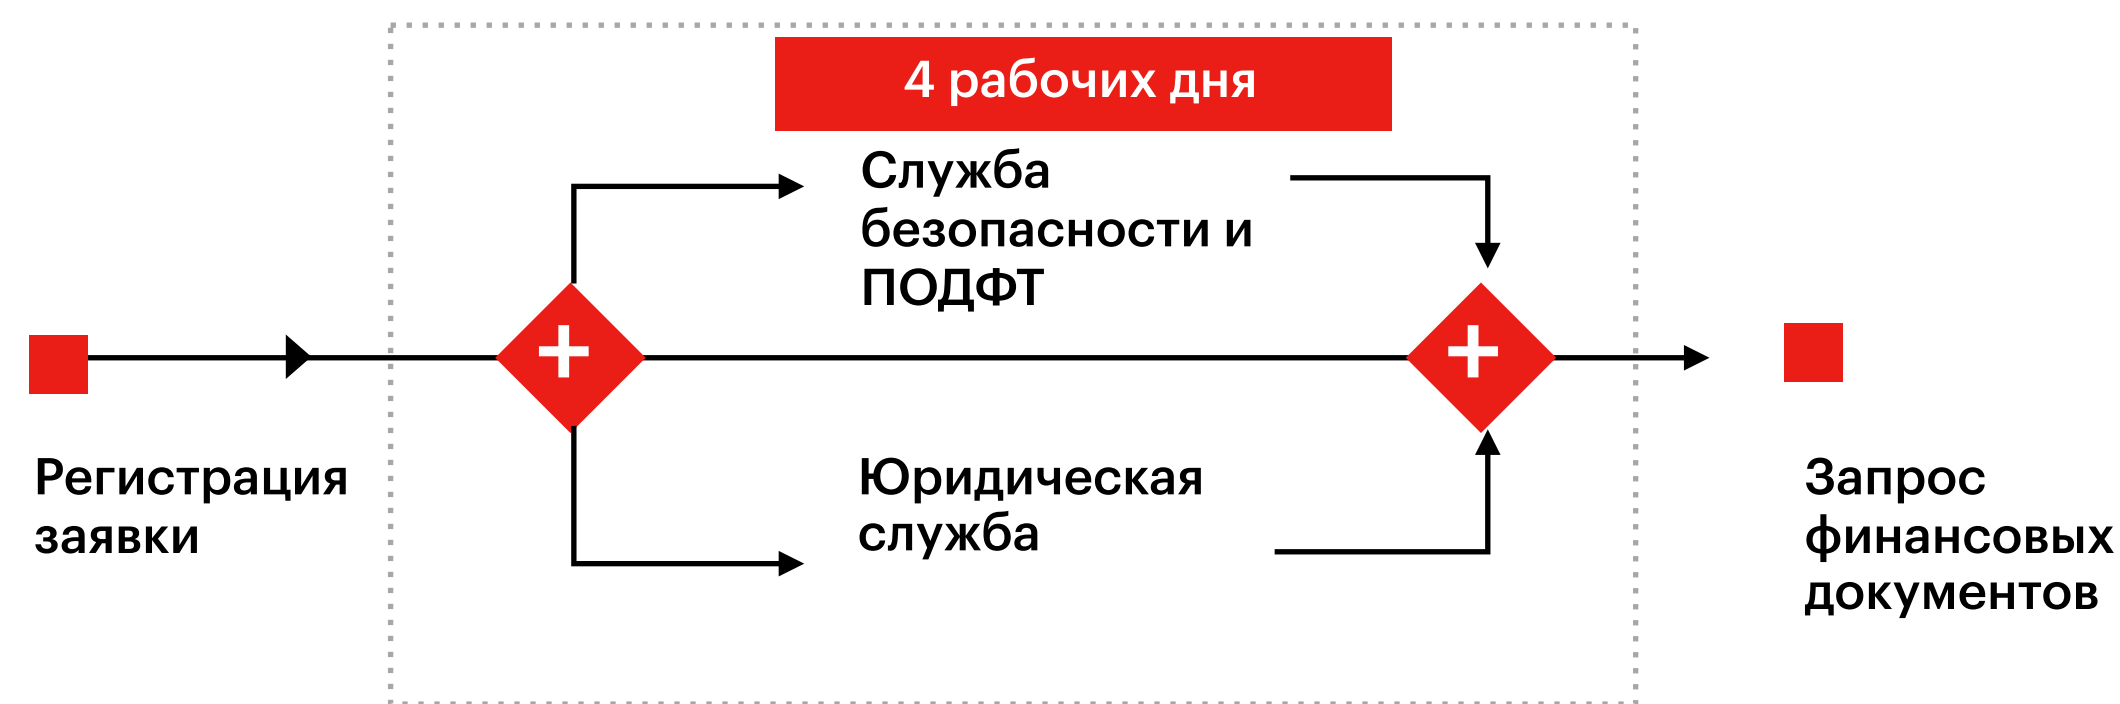 4 рабочих дня
Служба
безопасности и
ПОДФТ
+
+
Регистрация
заявки
Юридическая
служба
Запрос
финансовых
документов